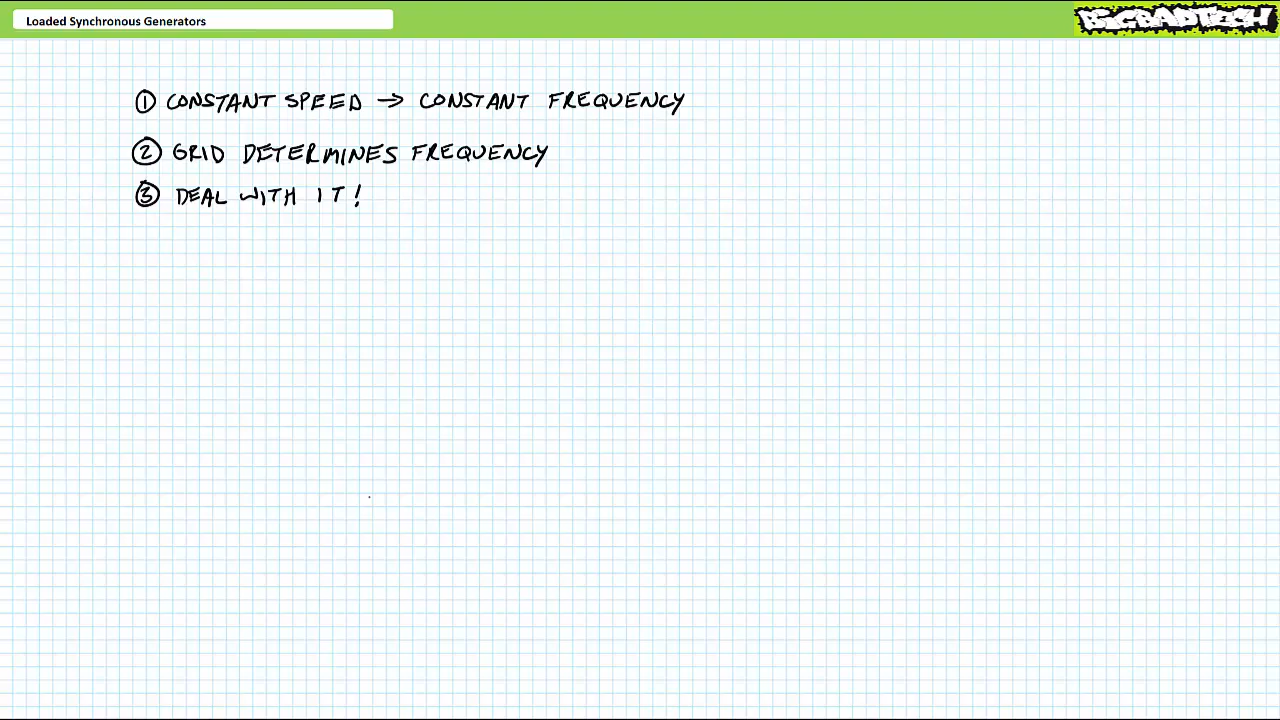 Loaded Synchronous Generators
BIGBADTECH
① CONSTANT SPEED → CONSTANT FREQUENCY
② GRID DETERMINES FREQUENCY
③ DEAL WITH IT!